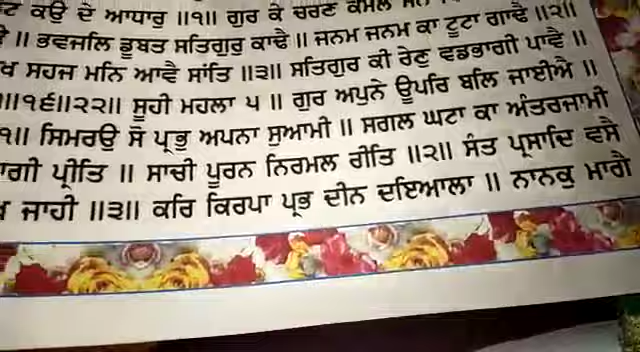 ਕਉ ਦੇ ਆਧਾਰੁ ॥੧॥ ਗੁਰ ਕੇ ਚਰਣ ਕਮਲ
॥ ਭਵਜਲਿ ਡੂਬਤ ਸਤਿਗੁਰੁ ਕਾਢੈ ॥ ਜਨਮ ਜਨਮ ਕਾ ਟੂਟਾ ਗਾਢੈ ॥੨॥
ਸਹਜ ਮਨਿ ਆਵੈ ਸਾਂਤਿ ॥੩॥ ਸਤਿਗੁਰ ਕੀ ਰੇਣੁ ਵਡਭਾਗੀ ਪਾਵੈ ॥
॥੧੬॥੨੨॥ ਸੂਹੀ ਮਹਲਾ ੫ ॥ ਗੁਰ ਅਪੁਨੇ ਊਪਰਿ ਬਲਿ ਜਾਈਐ ॥
੧॥ ਸਿਮਰਉ ਸੋ ਪ੍ਰਭੁ ਅਪਨਾ ਸੁਆਮੀ ॥ ਸਗਲ ਘਟਾ ਕਾ ਅੰਤਰਜਾਮੀ
ਪ੍ਰੀਤਿ ॥ ਸਾਚੀ ਪੂਰਨ ਨਿਰਮਲ ਰੀਤਿ ॥੨॥ ਸੰਤ ਪ੍ਰਸਾਦਿ ਵਸੈ
ਜਾਹੀ ॥੩॥ ਕਰਿ ਕਿਰਪਾ ਪ੍ਰਭ ਦੀਨ ਦਇਆਲਾ ॥ ਨਾਨਕੁ ਮਾਗੈ